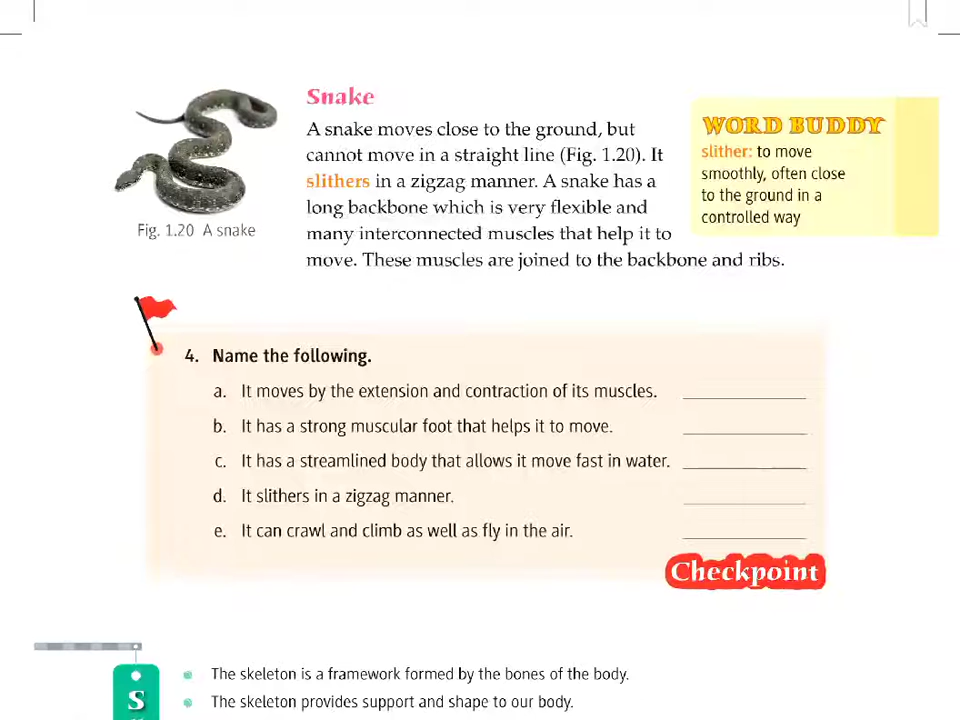 Snake
A snake moves close to the ground, but
cannot move in a straight line (Fig. 1.20). It
slithers in a zigzag manner. A snake has a
long backbone which is very flexible and
many interconnected muscles that help it to
move. These muscles are joined to the backbone and ribs.
Fig. 1.20 A snake
WORD BUDDY
slither: to move
smoothly, often close
to the ground in a
controlled way
4. Name the following.
a. It moves by the extension and contraction of its muscles.
b. It has a strong muscular foot that helps it to move.
c. It has a streamlined body that allows it move fast in water.
d. It slithers in a zigzag manner.
e. It can crawl and climb as well as fly in the air.
Checkpoint
S
The skeleton is a framework formed by the bones of the body.
The skeleton provides support and shape to our body.